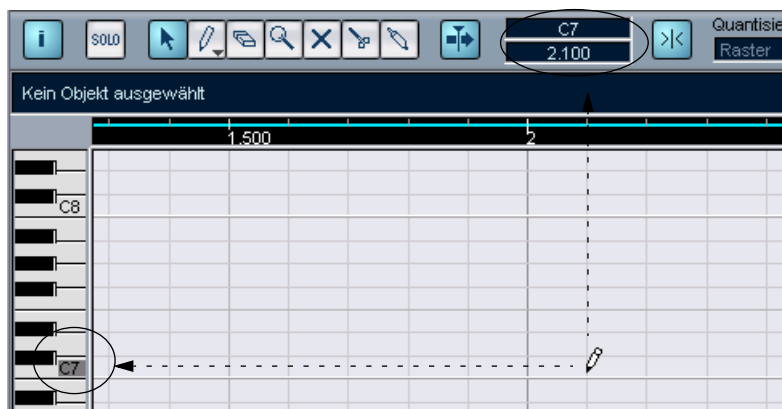 i
SOLO
C7
2.100
Quantisie
Raster
Kein Objekt ausgewählt
1.500
2
C8
C7